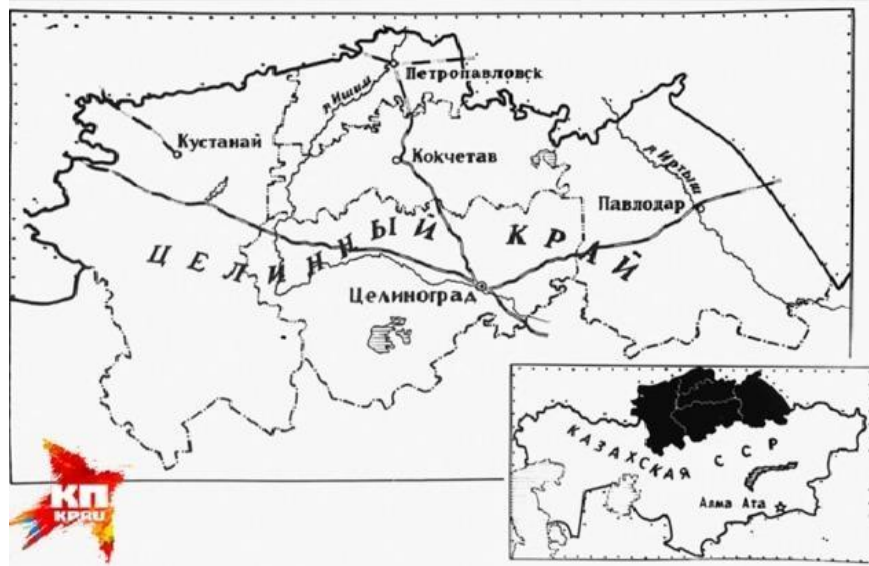 Петропавловск
р. Ишим
Кустанай
Кокчетав
р. Иртыш
Павлодар
ЦЕЛИННЫЙ КРАЙ
Целиноград
КАЗАХСКАЯ ССР
Алма Ата
КП
KP.RU